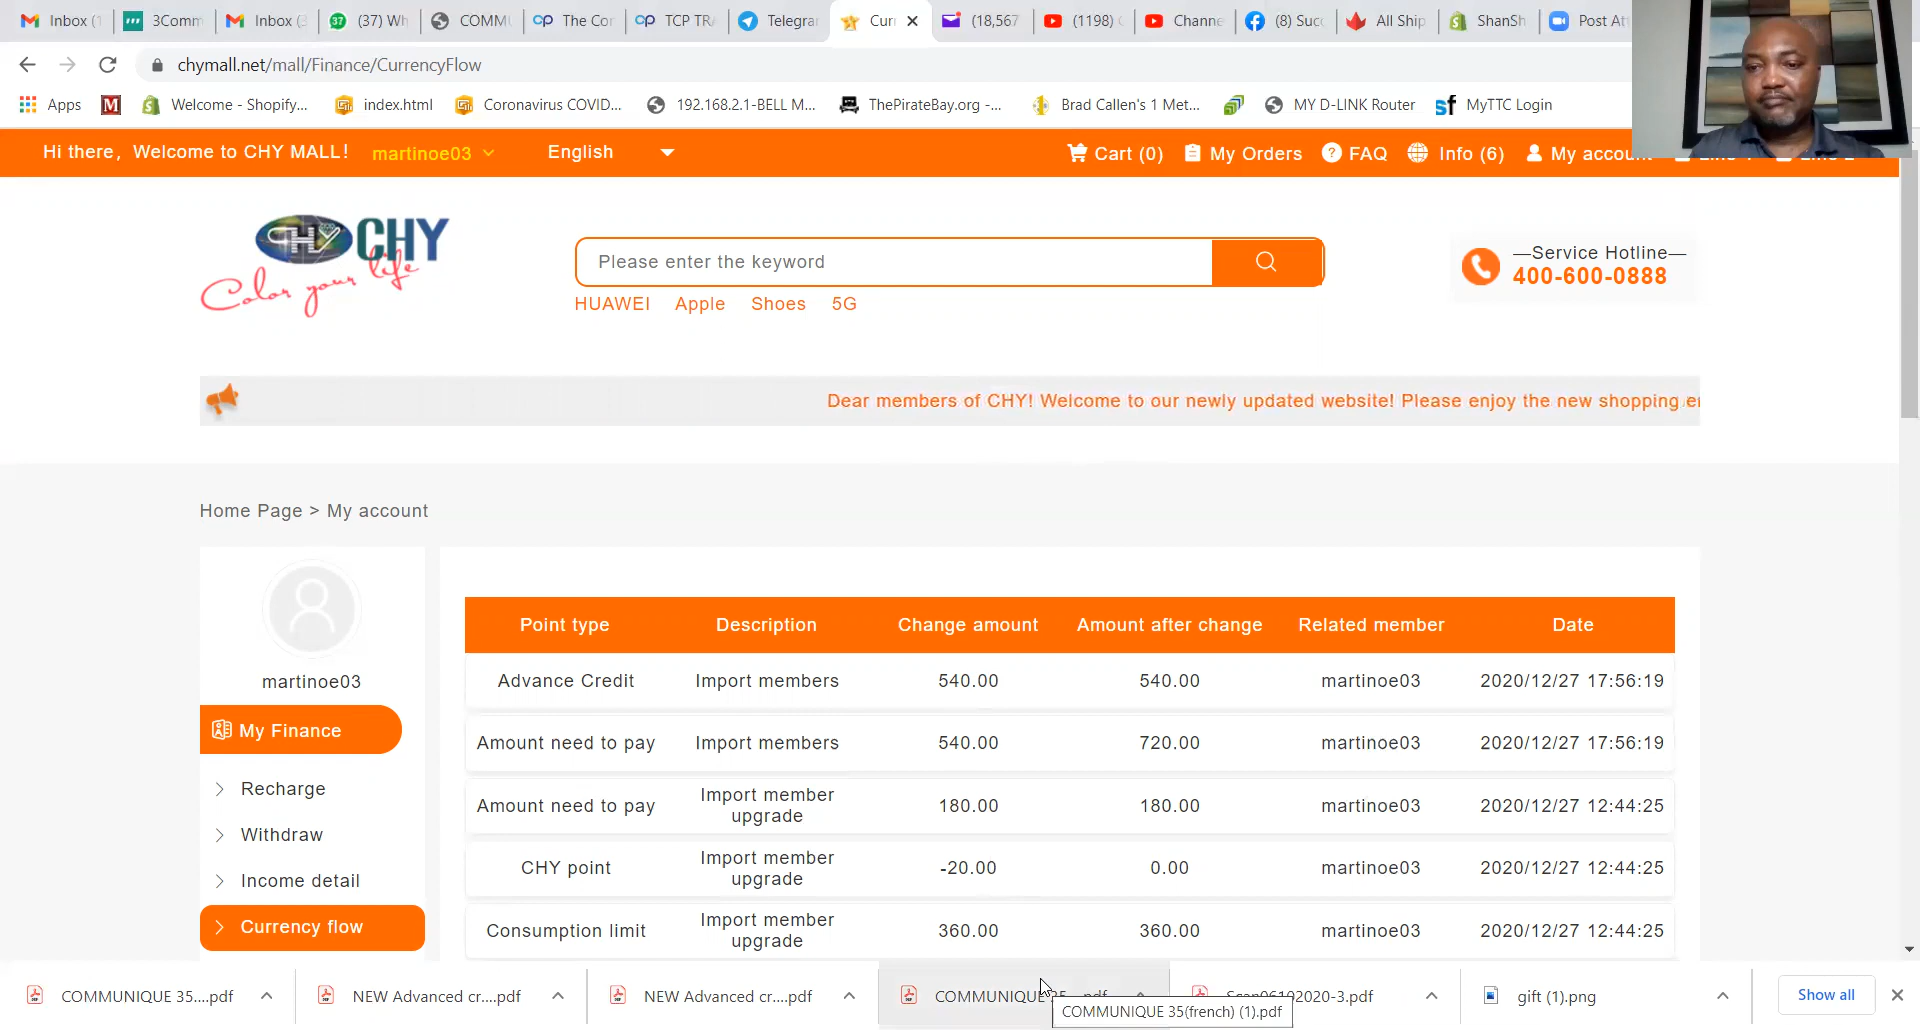 Inbox (1
3Comm
Inbox (3
(37) Wh
COMMU
The Cor
TCP TRA
Telegra
Curr
(18,567
(1198)
Channe
(8) Succ
All Ship
ShanSh
Post Att
chymall.net/mall/Finance/CurrencyFlow
Apps
Welcome - Shopify...
index.html
Coronavirus COVID...
192.168.2.1-BELL M...
ThePirateBay.org -...
Brad Callen's 1 Met...
MY D-LINK Router
MyTTC Login
Hi there, Welcome to CHY MALL! martinoe03 English
Cart (0) My Orders FAQ Info (6) My account
CHY CHY
Color your life
Please enter the keyword
HUAWEI Apple Shoes 5G
—Service Hotline—
400-600-0888
Dear members of CHY! Welcome to our newly updated website! Please enjoy the new shopping
Home Page > My account
martinoe03
My Finance
Recharge
Withdraw
Income detail
Currency flow
Point type Description Change amount Amount after change Related member Date
Advance Credit Import members 540.00 540.00 martinoe03 2020/12/27 17:56:19
Amount need to pay Import members 540.00 720.00 martinoe03 2020/12/27 17:56:19
Amount need to pay Import member upgrade 180.00 180.00 martinoe03 2020/12/27 12:44:25
CHY point Import member upgrade -20.00 0.00 martinoe03 2020/12/27 12:44:25
Consumption limit Import member upgrade 360.00 360.00 martinoe03 2020/12/27 12:44:25
COMMUNIQUE 35....pdf
NEW Advanced cr....pdf
NEW Advanced cr....pdf
COMMUNIQUE 35....pdf
Scan06102020-3.pdf
gift (1).png
Show all
COMMUNIQUE 35(french) (1).pdf